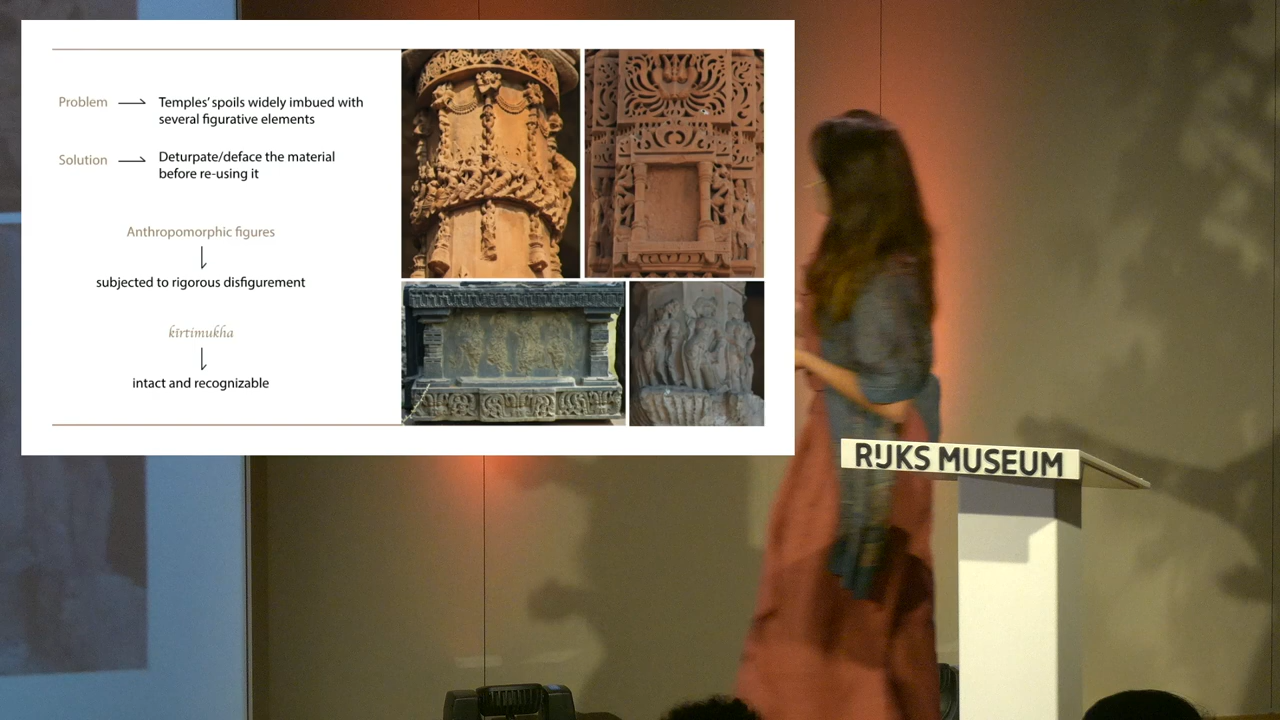 Problem
Temples' spoils widely imbued with
several figurative elements
Solution
Deturpate/deface the material
before re-using it
Anthropomorphic figures
subjected to rigorous disfigurement
kīrtimukha
intact and recognizable
RIJKS MUSEUM